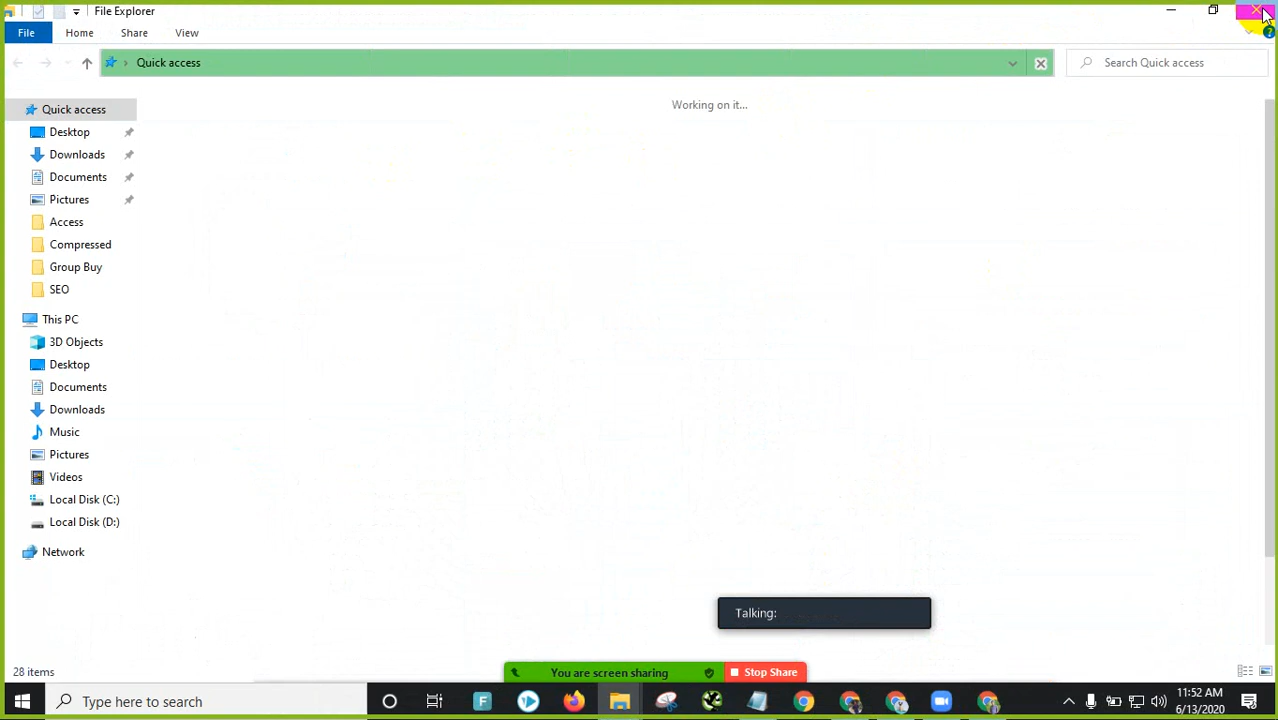 File Explorer
File Home Share View
Quick access
Search Quick access
Working on it...
Quick access
Desktop
Downloads
Documents
Pictures
Access
Compressed
Group Buy
SEO
This PC
3D Objects
Desktop
Documents
Downloads
Music
Pictures
Videos
Local Disk (C:)
Local Disk (D:)
Network
Talking:
28 items
You are screen sharing
Stop Share
Type here to search
11:52 AM
6/13/2020